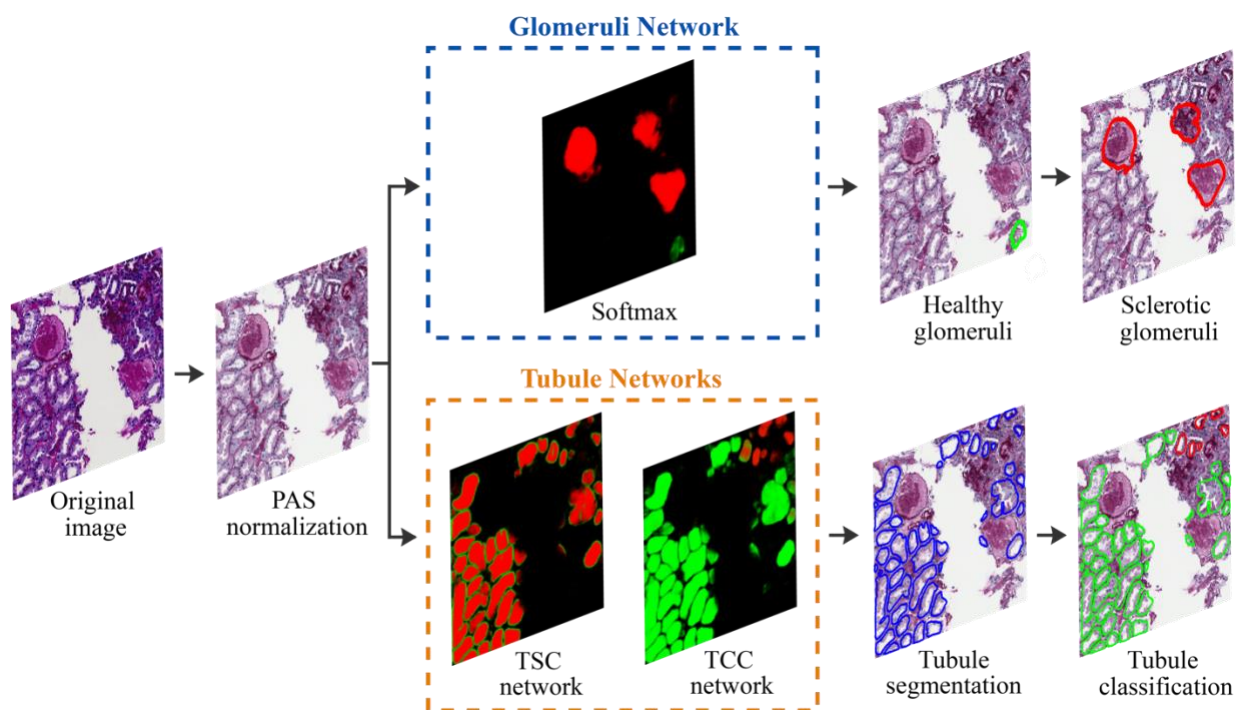 Glomeruli Network
Softmax
Healthy
glomeruli
Sclerotic
glomeruli
Original
image
PAS
normalization
Tubule Networks
TSC
network
TCC
network
Tubule
segmentation
Tubule
classification